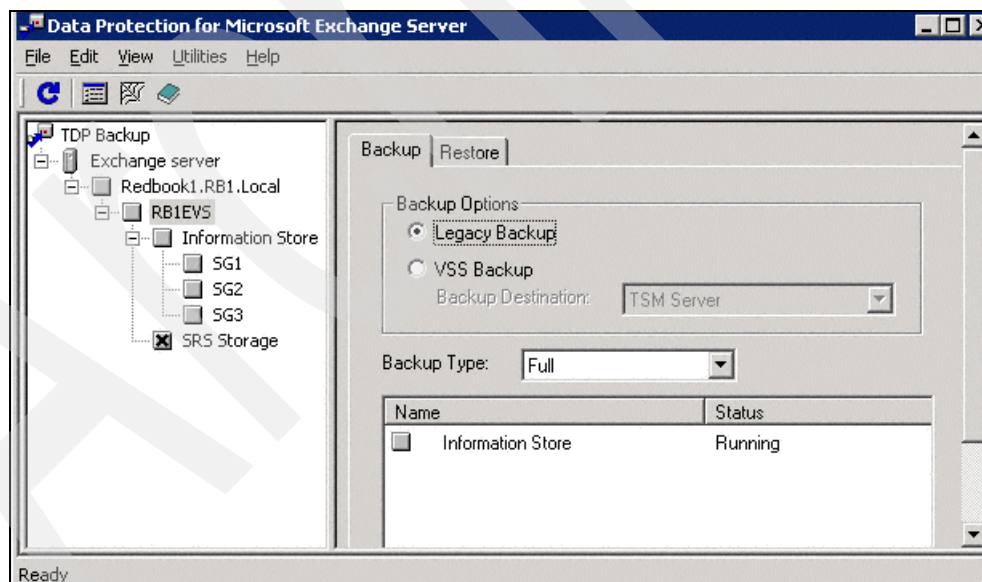 Data Protection for Microsoft Exchange Server
File Edit View Utilities Help
TDP Backup
Exchange server
Redbook1.RB1.Local
RB1EVS
Information Store
SG1
SG2
SG3
SRS Storage
Backup Restore
Backup Options
Legacy Backup
VSS Backup
Backup Destination: TSM Server
Backup Type: Full
Name Status
Information Store Running
Ready